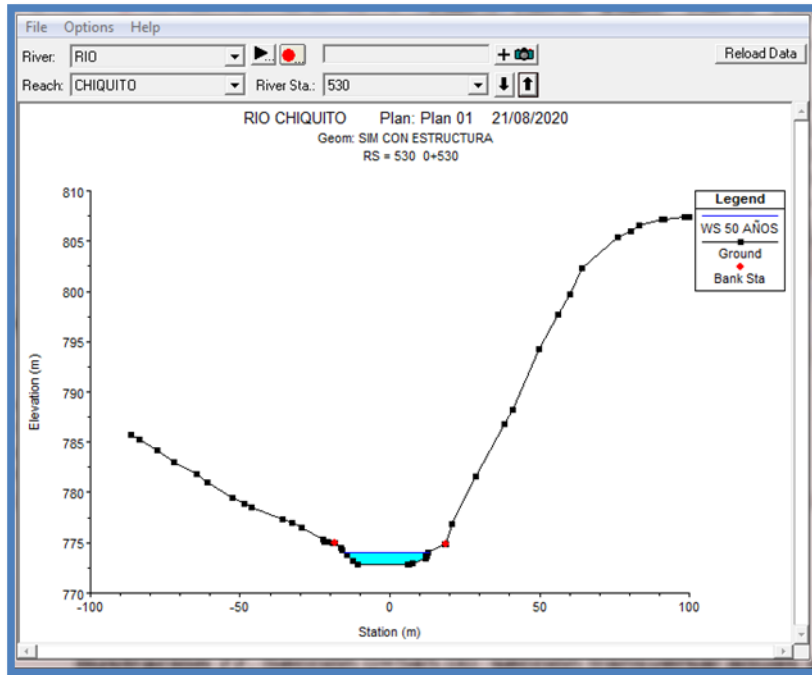 File Options Help
River: RIO
Reload Data
Reach: CHIQUITO River Sta.: 530
RIO CHIQUITO Plan: Plan 01 21/08/2020
Geom: SIM CON ESTRUCTURA
RS = 530 0+530
Legend
WS 50 AÑOS
Ground
Bank Sta
Elevation (m)
810
805
800
795
790
785
780
775
770
-100 -50 0 50 100
Station (m)